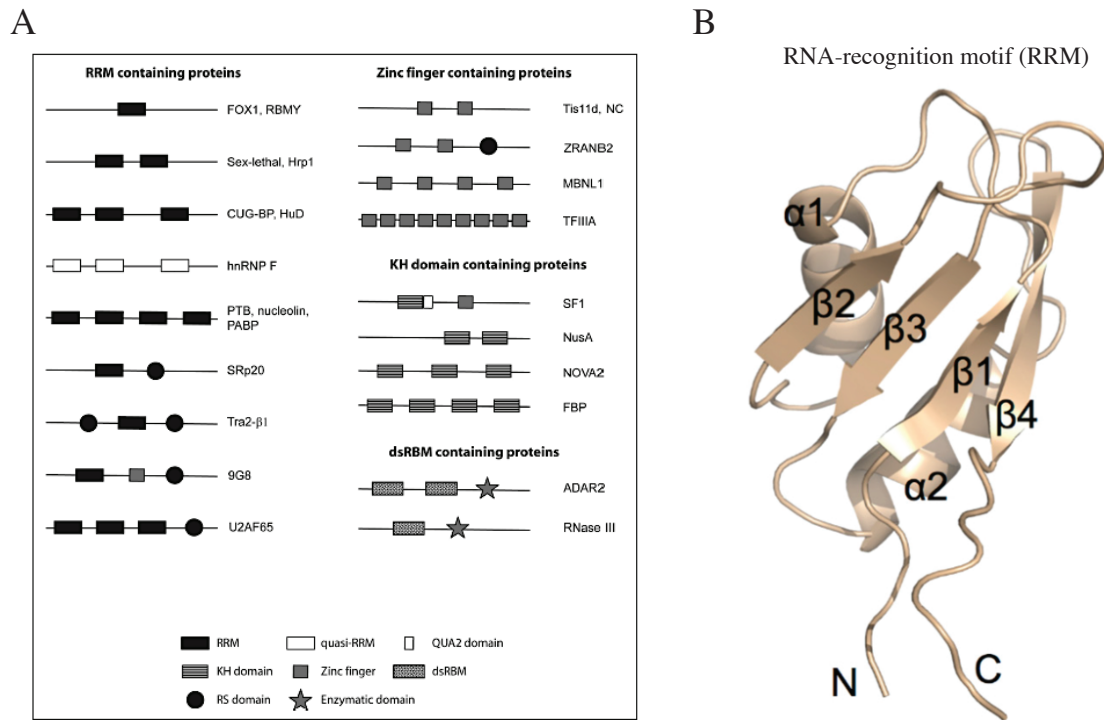 A
RRM containing proteins
FOX1, RBMY
Sex-lethal, Hrp1
CUG-BP, HuD
hnRNP F
PTB, nucleolin,
PABP
SRp20
Tra2-β1
9G8
U2AF65
Zinc finger containing proteins
Tis11d, NC
ZRANB2
MBNL1
TFIIIA
KH domain containing proteins
SF1
NusA
NOVA2
FBP
dsRBM containing proteins
ADAR2
RNase III
RRM
quasi-RRM
QUA2 domain
KH domain
Zinc finger
dsRBM
RS domain
Enzymatic domain
B
RNA-recognition motif (RRM)
α1
β2
β3
β1
β4
α2
N
C